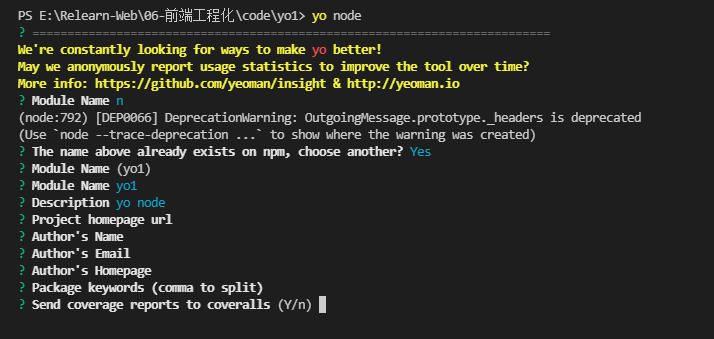 PS E:\Relearn-Web\06-前端工程化\code\yo1> yo node
? ==========================================================================
We're constantly looking for ways to make yo better!
May we anonymously report usage statistics to improve the tool over time?
More info: https://github.com/yeoman/insight & http://yeoman.io
? Module Name n
(node:792) [DEP0066] DeprecationWarning: OutgoingMessage.prototype._headers is deprecated
(Use `node --trace-deprecation ...` to show where the warning was created)
? The name above already exists on npm, choose another? Yes
? Module Name (yo1)
? Module Name yo1
? Description yo node
? Project homepage url
? Author's Name
? Author's Email
? Author's Homepage
? Package keywords (comma to split)
? Send coverage reports to coveralls (Y/n)